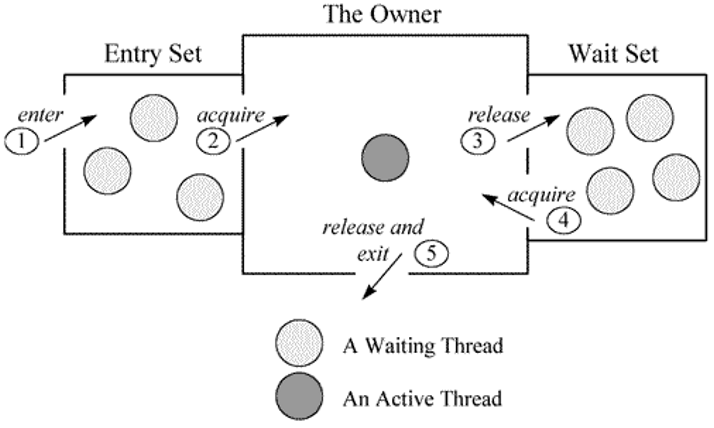 The Owner
Entry Set
Wait Set
enter
1
acquire
2
release
3
acquire
4
release and
exit
5
A Waiting Thread
An Active Thread